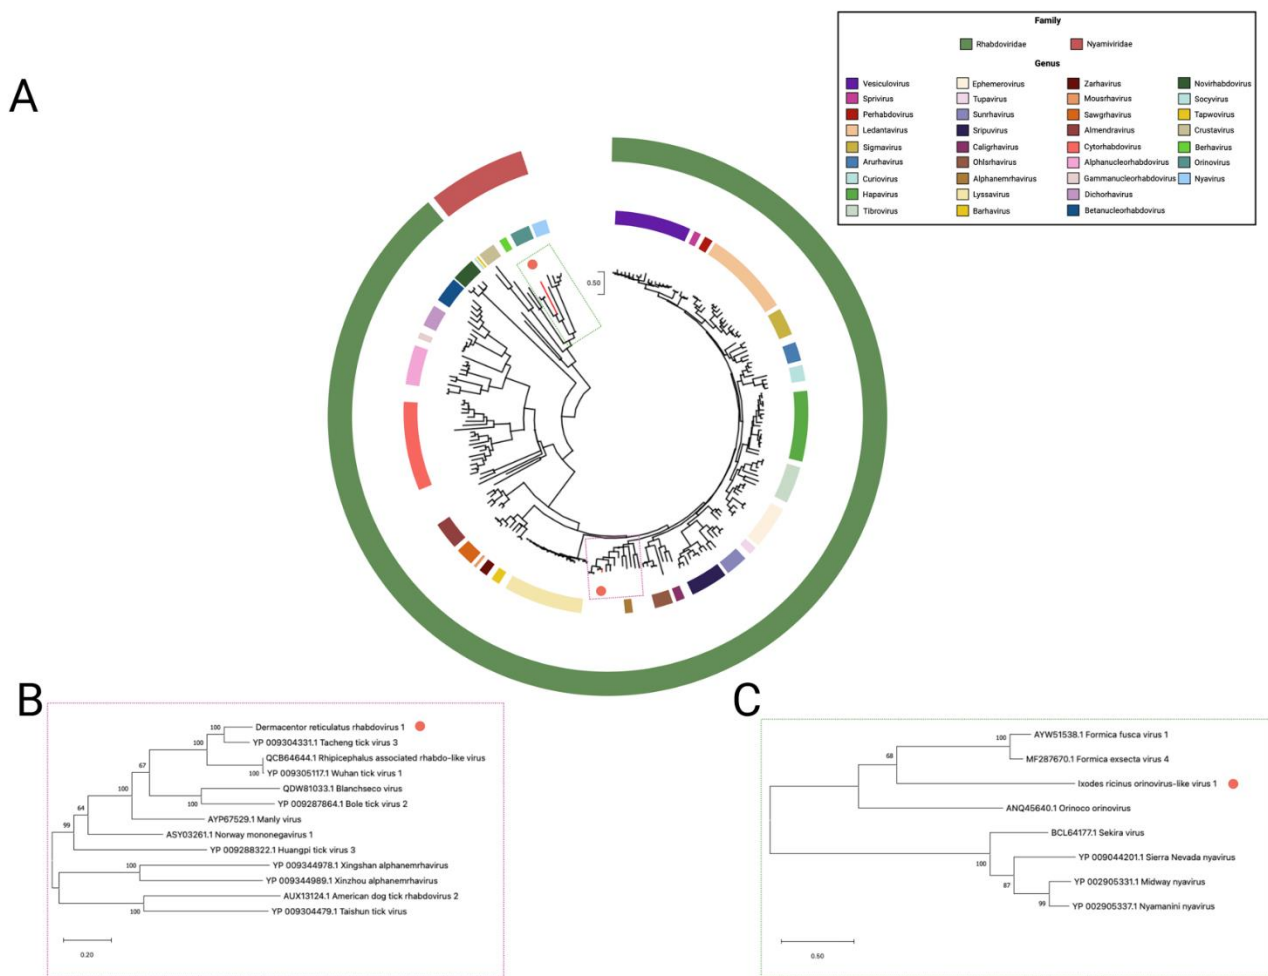 A
Family
Rhabdoviridae Nyamiviridae
Genus
Vesiculovirus Ephemerovirus Zarhavirus Novirhabdovirus
Sprivirus Tupavirus Mousrhavirus Socyvirus
Perhabdovirus Sunrhavirus Sawgrhavirus Tapwovirus
Ledantavirus Sripuvirus Almendravirus Crustavirus
Sigmavirus Caligrhavirus Cytorhabdovirus Berhavirus
Arurhavirus Ohlsrhavirus Alphanucleorhabdovirus Orinovirus
Curiovirus Alphanemrhavirus Gammanucleorhabdovirus Nyavirus
Hapavirus Lyssavirus Dichorhavirus
Tibrovirus Barhavirus Betanucleorhabdovirus
0.50
B
100 Dermacentor reticulatus rhabdovirus 1
YP 009304331.1 Tacheng tick virus 3
100
QCB64644.1 Rhipicephalus associated rhabdo-like virus
67
100 YP 009305117.1 Wuhan tick virus 1
QDW81033.1 Blanchseco virus
100
100 YP 009287864.1 Bole tick virus 2
64
AYP67529.1 Manly virus
99
ASY03261.1 Norway mononegavirus 1
YP 009288322.1 Huangpi tick virus 3
100 YP 009344978.1 Xingshan alphanemrhavirus
YP 009344989.1 Xinzhou alphanemrhavirus
AUX13124.1 American dog tick rhabdovirus 2
100 YP 009304479.1 Taishun tick virus
0.20
C
100 AYW51538.1 Formica fusca virus 1
68
MF287670.1 Formica exsecta virus 4
Ixodes ricinus orinovirus-like virus 1
ANQ45640.1 Orinoco orinovirus
BCL64177.1 Sekira virus
100
YP 009044201.1 Sierra Nevada nyavirus
87
YP 002905331.1 Midway nyavirus
99
YP 002905337.1 Nyamanini nyavirus
0.50